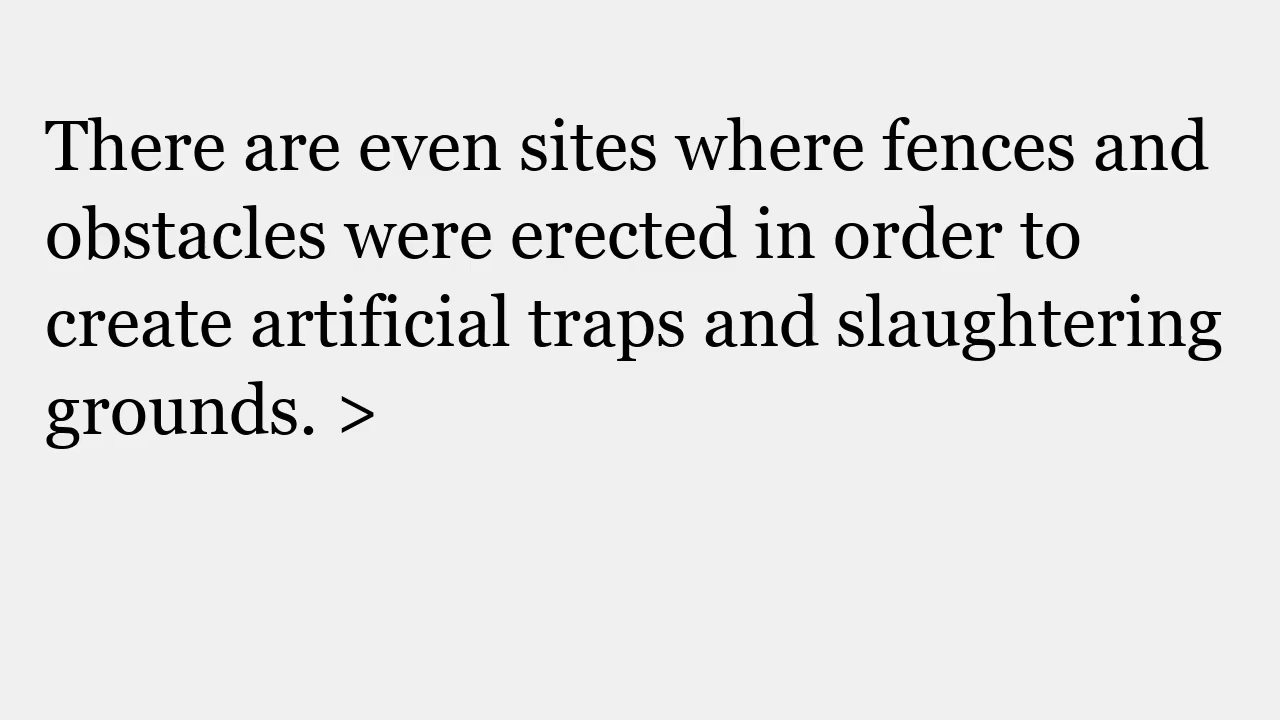 There are even sites where fences and
obstacles were erected in order to
create artificial traps and slaughtering
grounds. >